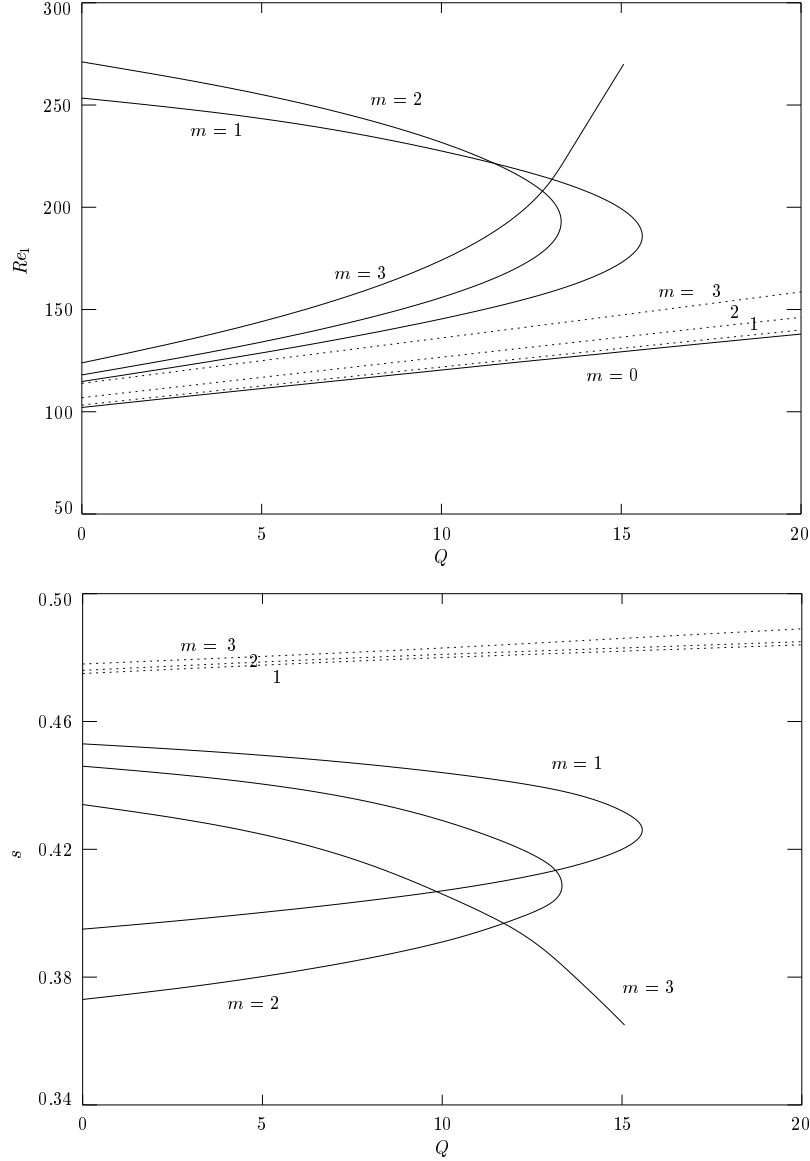 300
250
200
150
100
50
Re1
m = 2
m = 1
m = 3
m = 3
2
1
m = 0
0 5 10 15 20
Q
0.50
0.46
0.42
0.38
0.34
s
m = 3
2
1
m = 1
m = 3
m = 2
0 5 10 15 20
Q